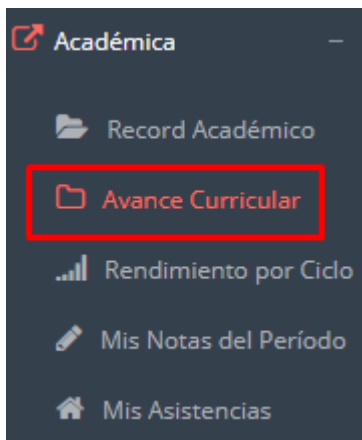 Académica
Record Académico
Avance Curricular
Rendimiento por Ciclo
Mis Notas del Período
Mis Asistencias